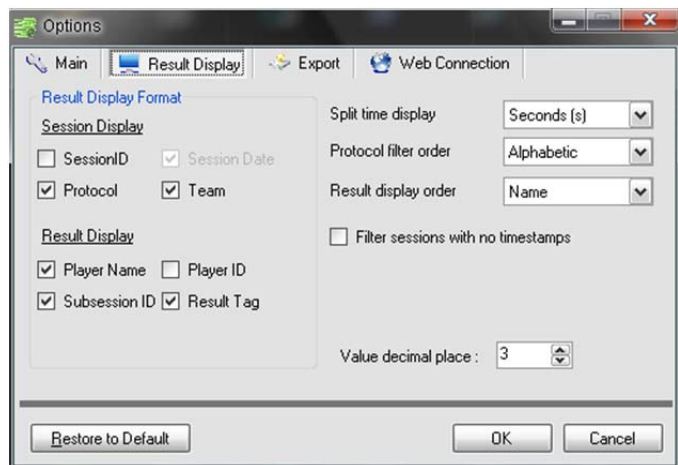 Options
Main Result Display Export Web Connection
Result Display Format
Session Display
SessionID Session Date
Protocol Team
Result Display
Player Name Player ID
Subsession ID Result Tag
Split time display Seconds (s)
Protocol filter order Alphabetic
Result display order Name
Filter sessions with no timestamps
Value decimal place : 3
Restore to Default OK Cancel